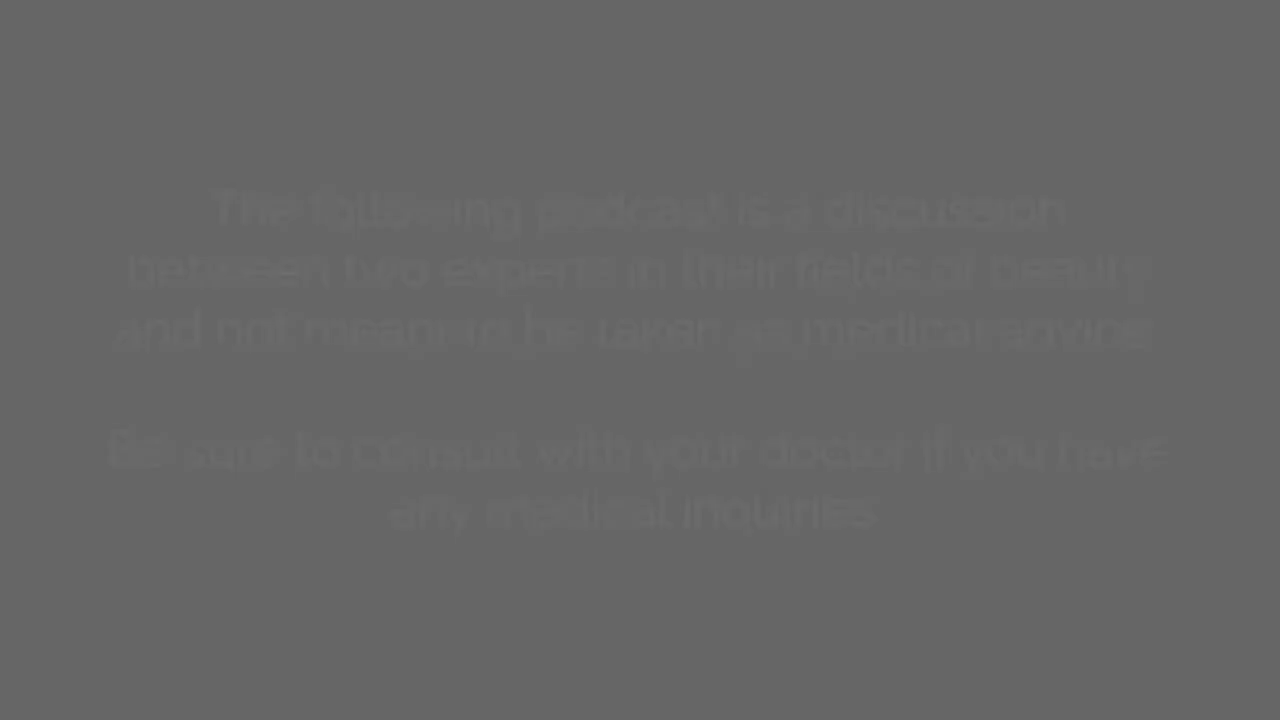 The following podcast is a discussion
between two experts in their fields of beauty
and not meant to be taken as medical advice
Be sure to consult with your doctor if you have
any medical inquiries